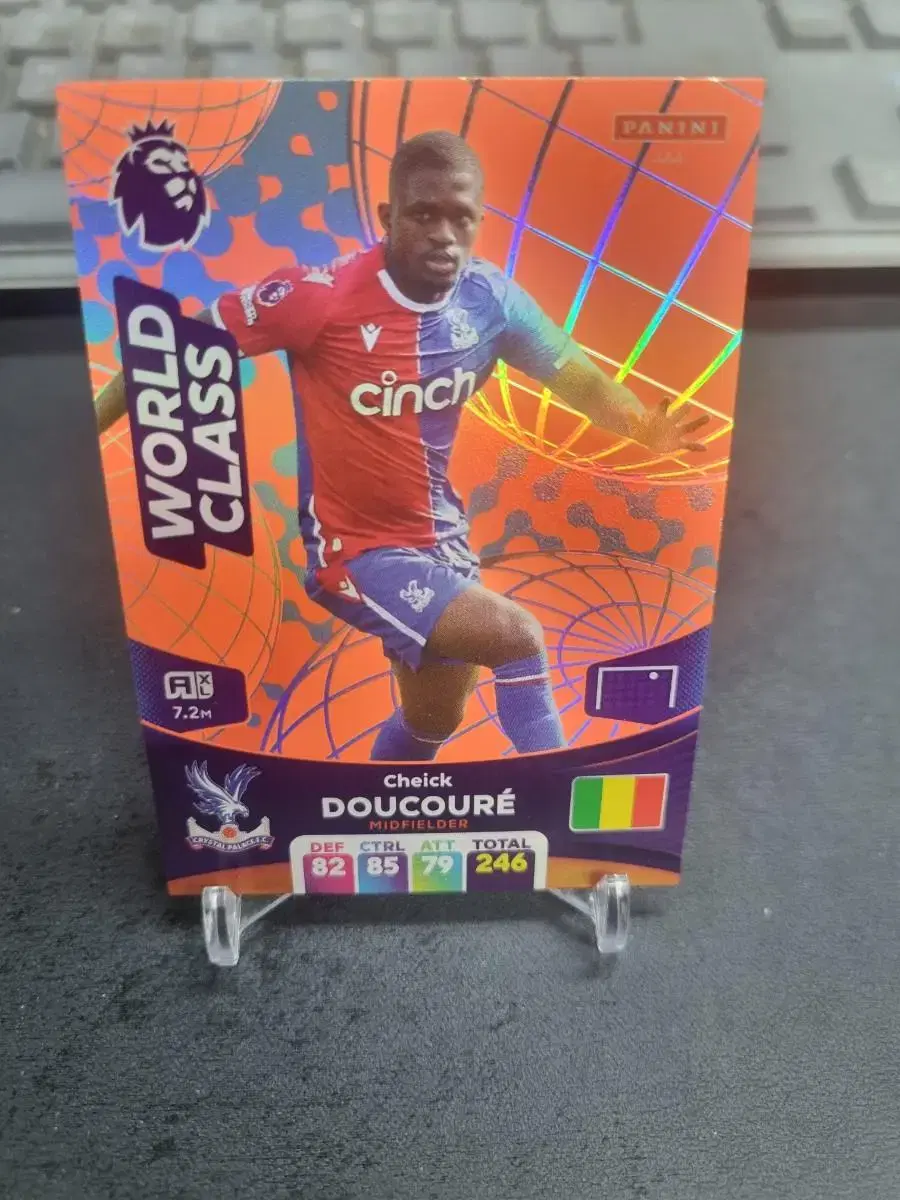 PANINI
WORLD
CLASS
cinch
XL
7.2M
Cheick
DOUCOURÉ
MIDFIELDER
CRYSTAL PALACE F.C.
DEF CTRL ATT TOTAL
82 85 79 246